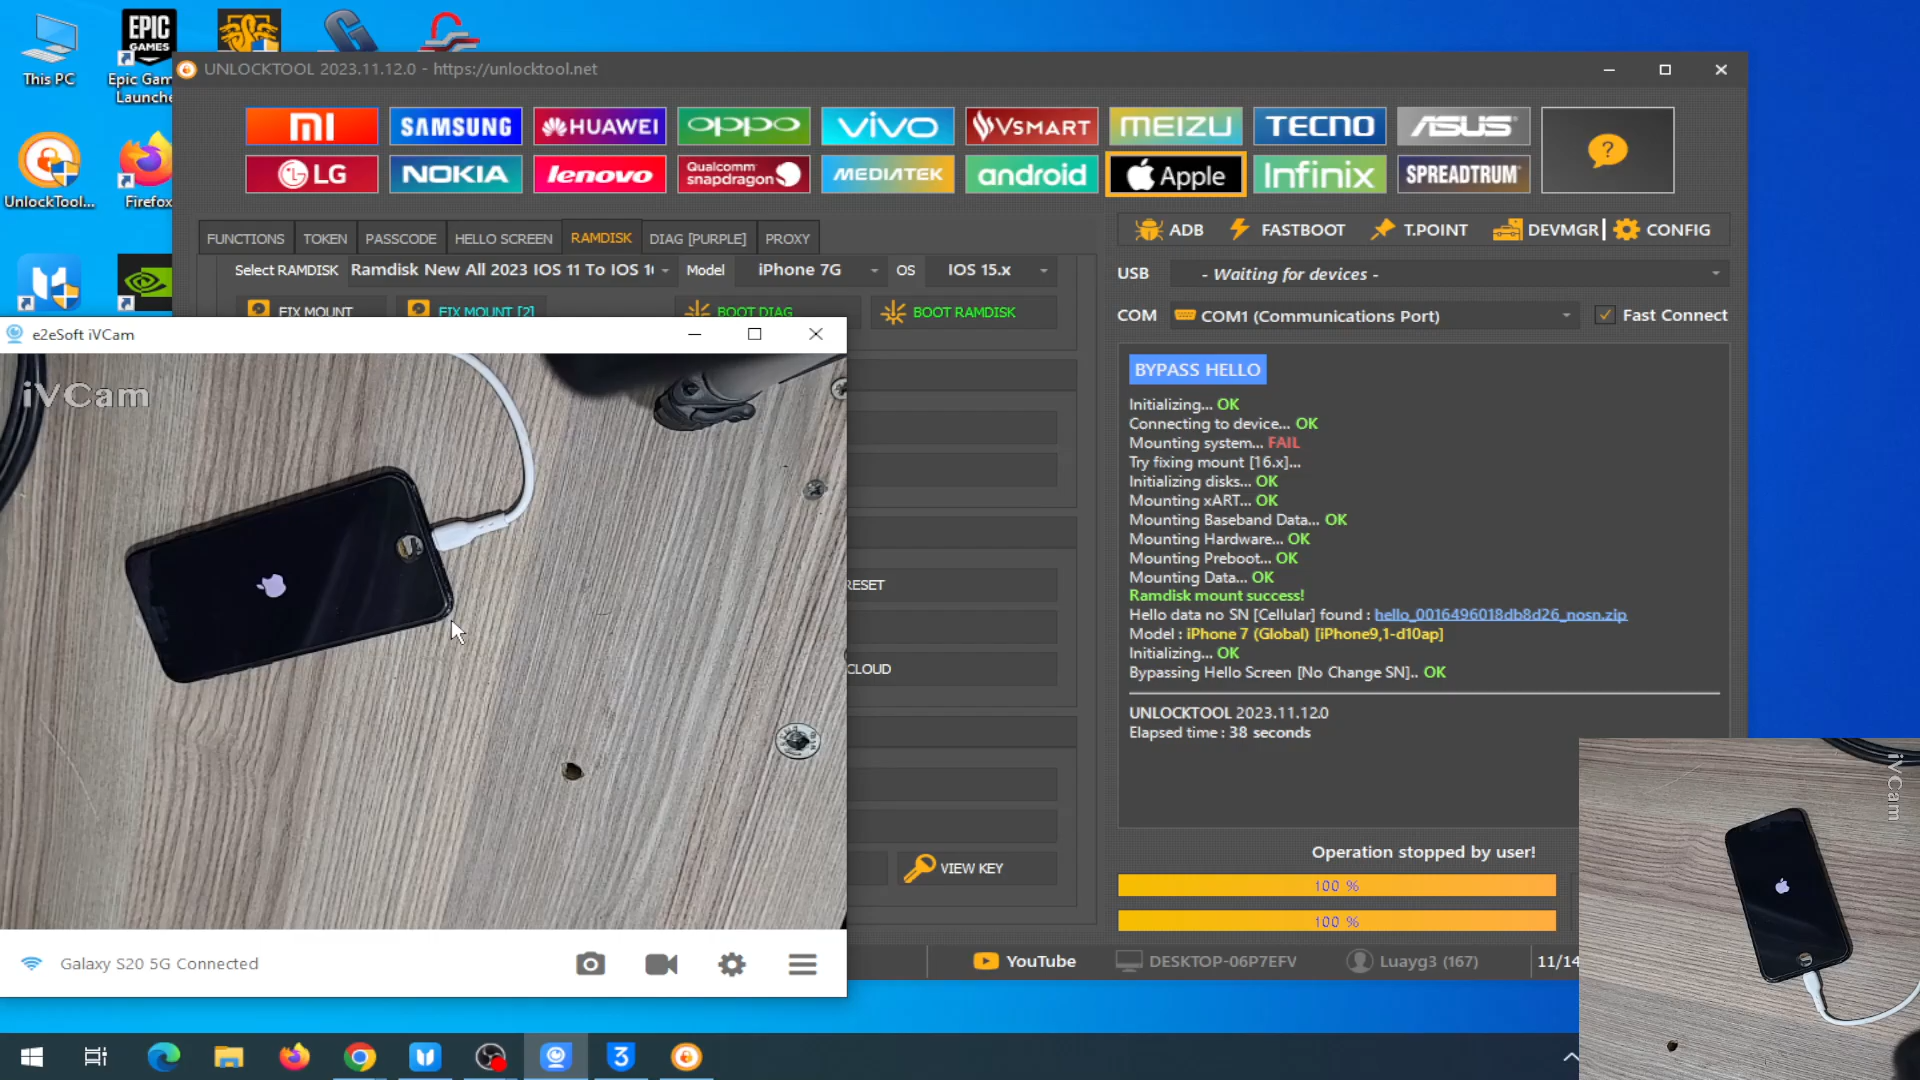 This PC
EPIC
GAMES
Epic Gam
Launche
UnlockTool...
Firefox
UNLOCKTOOL 2023.11.12.0 - https://unlocktool.net
MI
SAMSUNG
HUAWEI
oppo
vivo
VSMART
MEIZU
TECNO
ASUS
?
LG
NOKIA
lenovo
Qualcomm
snapdragon
MEDIATEK
android
Apple
Infinix
SPREADTRUM
FUNCTIONS
TOKEN
PASSCODE
HELLO SCREEN
RAMDISK
DIAG [PURPLE]
PROXY
ADB
FASTBOOT
T.POINT
DEVMGR
CONFIG
Select RAMDISK
Ramdisk New All 2023 IOS 11 To IOS 1
Model
iPhone 7G
OS
IOS 15.x
USB
- Waiting for devices -
FIX MOUNT
FIX MOUNT [2]
BOOT DIAG
BOOT RAMDISK
COM
COM1 (Communications Port)
Fast Connect
e2eSoft iVCam
iVCam
BYPASS HELLO
Initializing... OK
Connecting to device... OK
Mounting system... FAIL
Try fixing mount [16.x]...
Initializing disks... OK
Mounting xART... OK
Mounting Baseband Data... OK
Mounting Hardware... OK
Mounting Preboot... OK
Mounting Data... OK
Ramdisk mount success!
Hello data no SN [Cellular] found : hello_0016496018db8d26_nosn.zip
Model : iPhone 7 (Global) [iPhone9,1-d10ap]
Initializing... OK
Bypassing Hello Screen [No Change SN].. OK
UNLOCKTOOL 2023.11.12.0
Elapsed time : 38 seconds
RESET
CLOUD
VIEW KEY
Operation stopped by user!
100 %
100 %
iVCam
Galaxy S20 5G Connected
YouTube
DESKTOP-06P7EFV
Luayg3 (167)
11/14
3